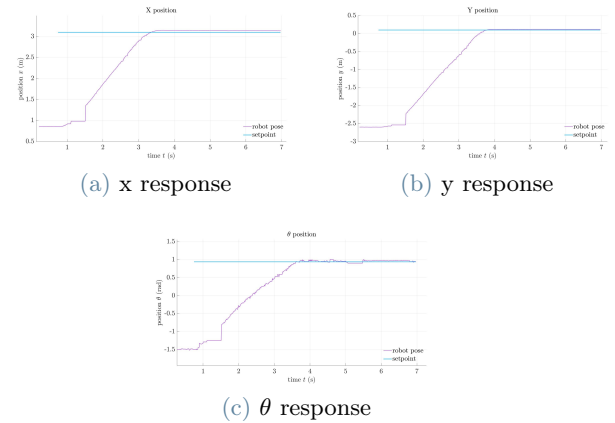 X position
position x (m)
3
2.5
2
1.5
1
0.5
1 2 3 4 5 6 7
time t (s)
robot pose
setpoint
(a) x response
Y position
position y (m)
0.5
0
-0.5
-1
-1.5
-2
-2.5
-3
1 2 3 4 5 6 7
time t (s)
robot pose
setpoint
(b) y response
θ position
position θ (rad)
1.5
1
0.5
0
-0.5
-1
-1.5
1 2 3 4 5 6 7
time t (s)
robot pose
setpoint
(c) θ response